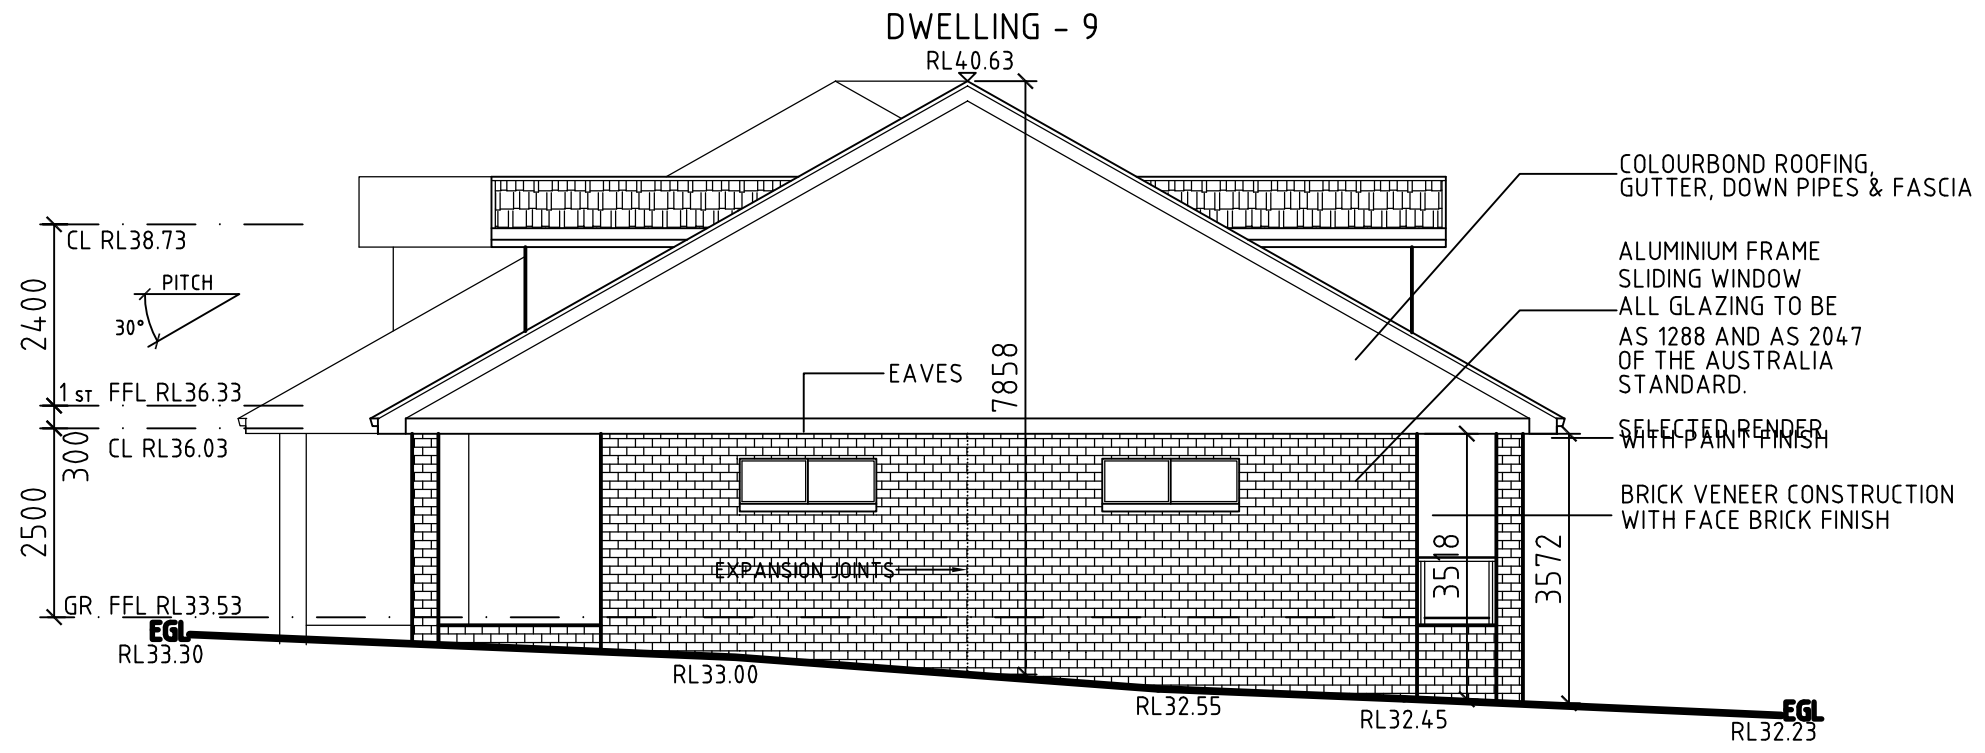 DWELLING - 9
RL40.63
COLOURBOND ROOFING,
GUTTER, DOWN PIPES & FASCIA
CL RL38.73
ALUMINIUM FRAME
SLIDING WINDOW
ALL GLAZING TO BE
AS 1288 AND AS 2047
OF THE AUSTRALIA
STANDARD.
PITCH
30°
2400
7858
EAVES
1 ST FFL RL36.33
CL RL36.03
300
SELECTED RENDER
WITH PAINT FINISH
BRICK VENEER CONSTRUCTION
WITH FACE BRICK FINISH
2500
EXPANSION JOINTS
3518
3572
GR. FFL RL33.53
EGL
RL33.30
RL33.00
RL32.55
RL32.45
EGL
RL32.23